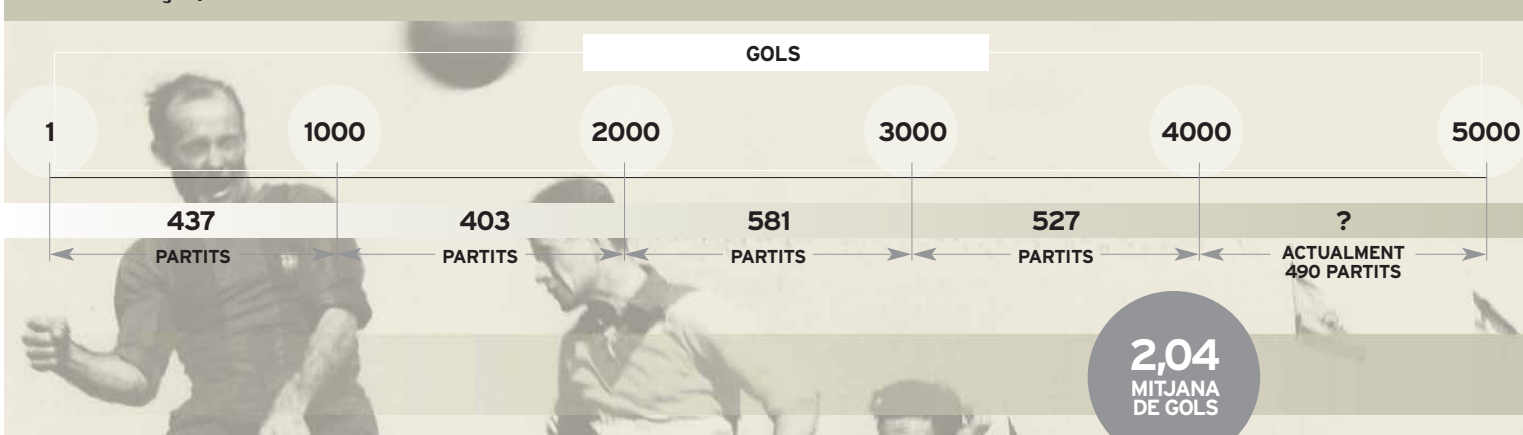 GOLS
1 1000 2000 3000 4000 5000
437 403 581 527 ?
PARTITS PARTITS PARTITS PARTITS ACTUALMENT
490 PARTITS
2,04
MITJANA
DE GOLS